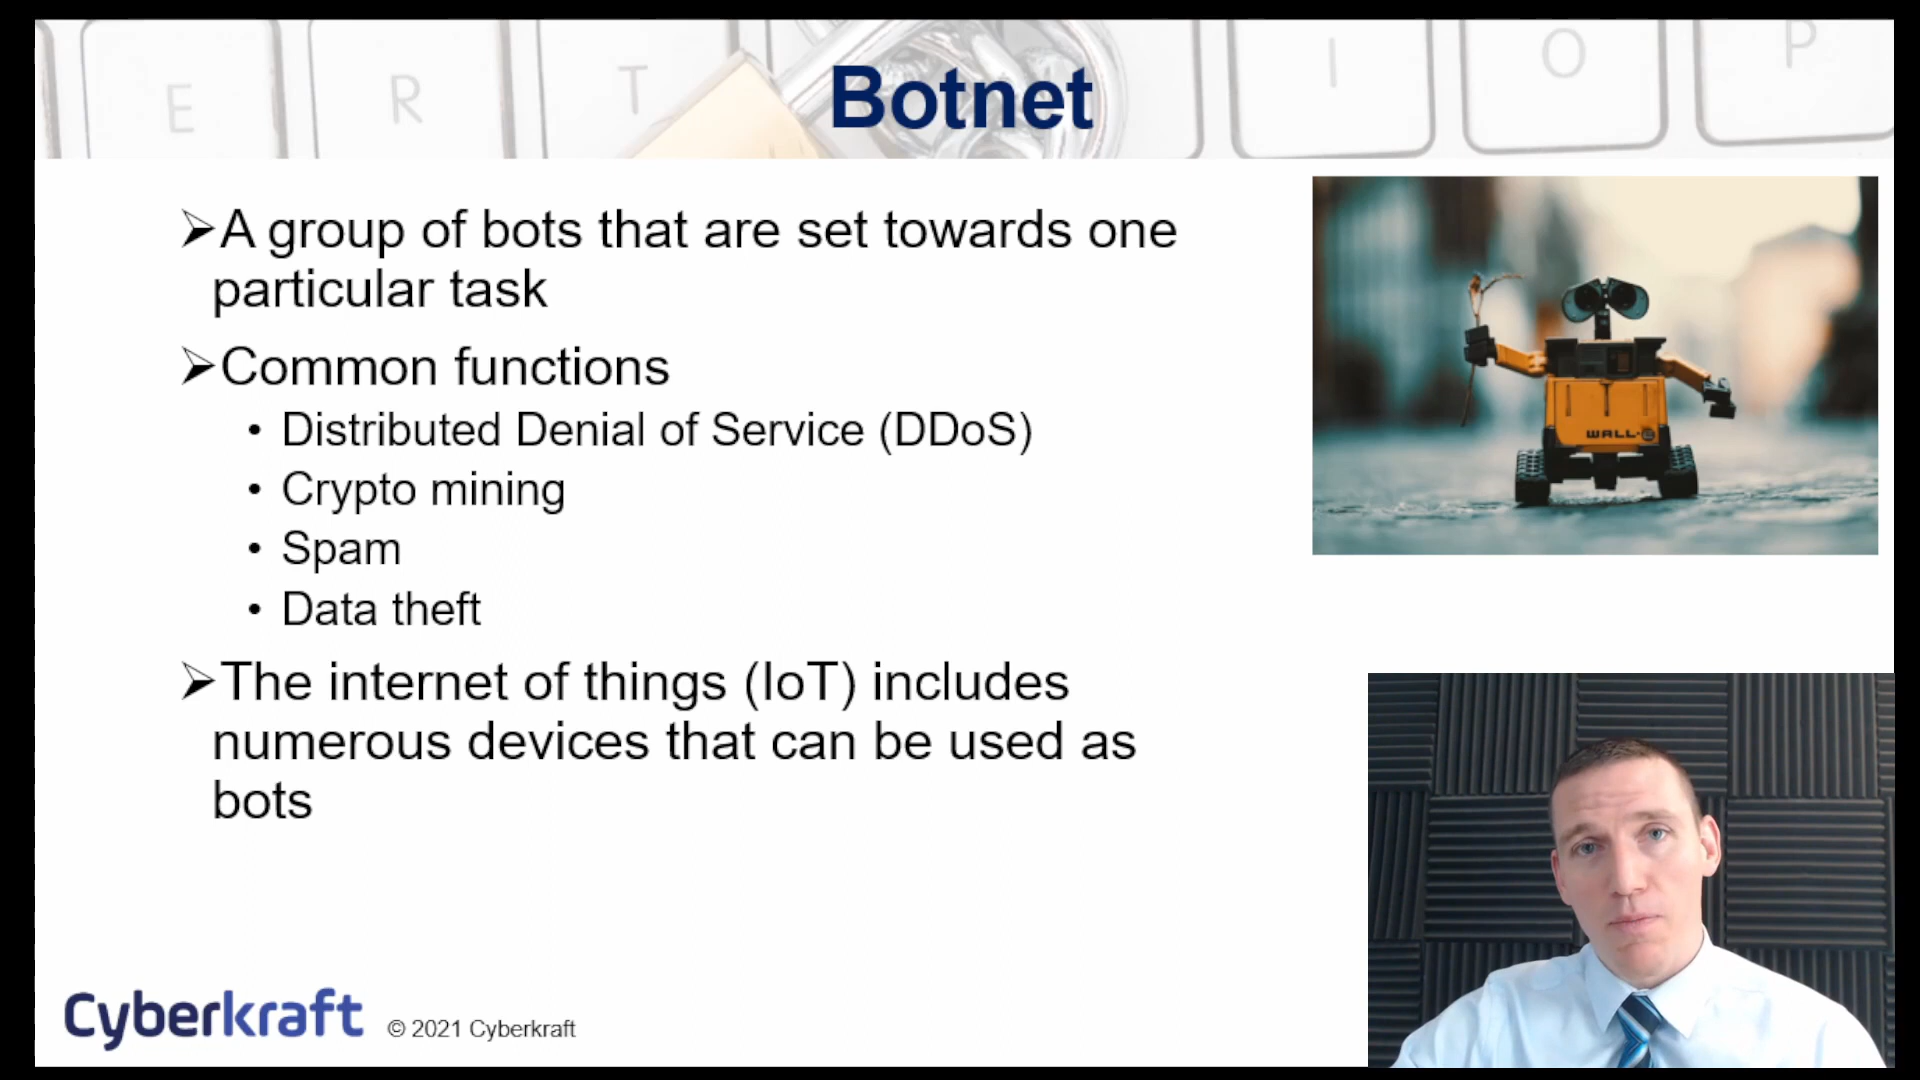 E R T I O P
Botnet
➢A group of bots that are set towards one
particular task
➢Common functions
• Distributed Denial of Service (DDoS)
• Crypto mining
• Spam
• Data theft
➢The internet of things (IoT) includes
numerous devices that can be used as
bots
WALL•E
Cyberkraft © 2021 Cyberkraft